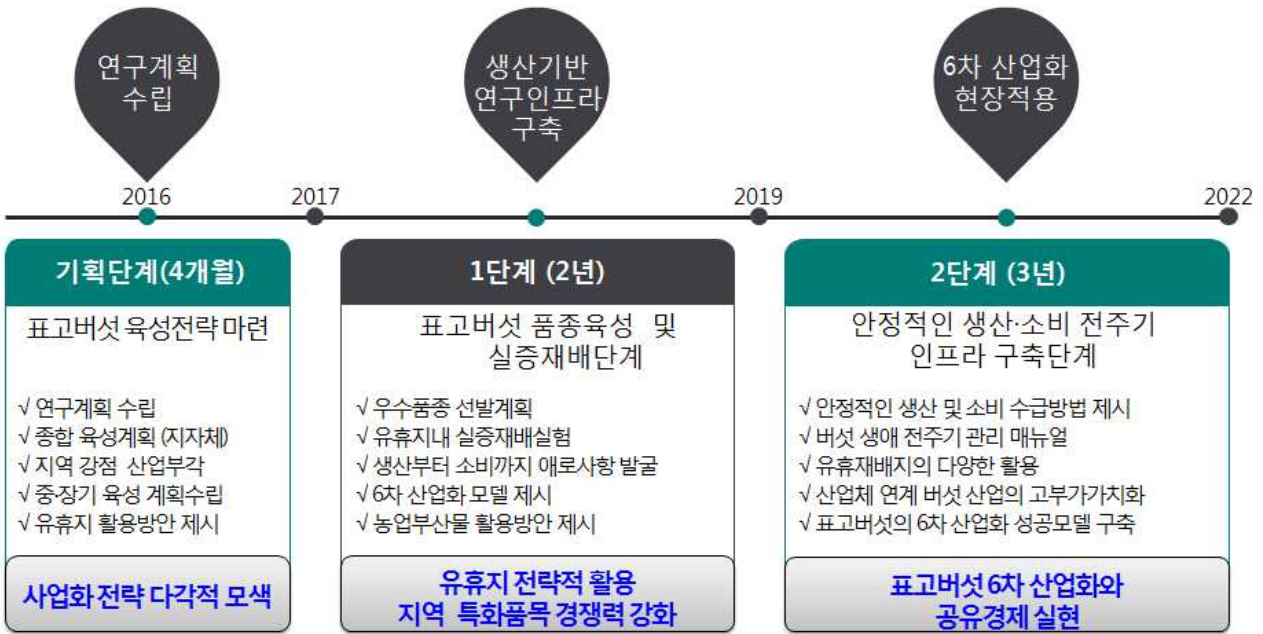 연구계획
수립
생산기반
연구인프라
구축
6차 산업화
현장적용
2016
2017
2019
2022
기획단계(4개월)
표고버섯 육성전략 마련
√ 연구계획 수립
√ 종합 육성계획 (지자체)
√ 지역 강점 산업부각
√ 중·장기 육성 계획수립
√ 유휴지 활용방안 제시
사업화 전략 다각적 모색
1단계 (2년)
표고버섯 품종육성 및
실증재배단계
√ 우수품종 선발계획
√ 유휴지내 실증재배실험
√ 생산부터 소비까지 애로사항 발굴
√ 6차 산업화 모델 제시
√ 농업부산물 활용방안 제시
유휴지 전략적 활용
지역 특화품목 경쟁력 강화
2단계 (3년)
안정적인 생산·소비 전주기
인프라 구축단계
√ 안정적인 생산 및 소비 수급방법 제시
√ 버섯 생애 전주기 관리 매뉴얼
√ 유휴재배지의 다양한 활용
√ 산업체 연계 버섯 산업의 고부가가치화
√ 표고버섯의 6차 산업화 성공모델 구축
표고버섯 6차 산업화와
공유경제 실현